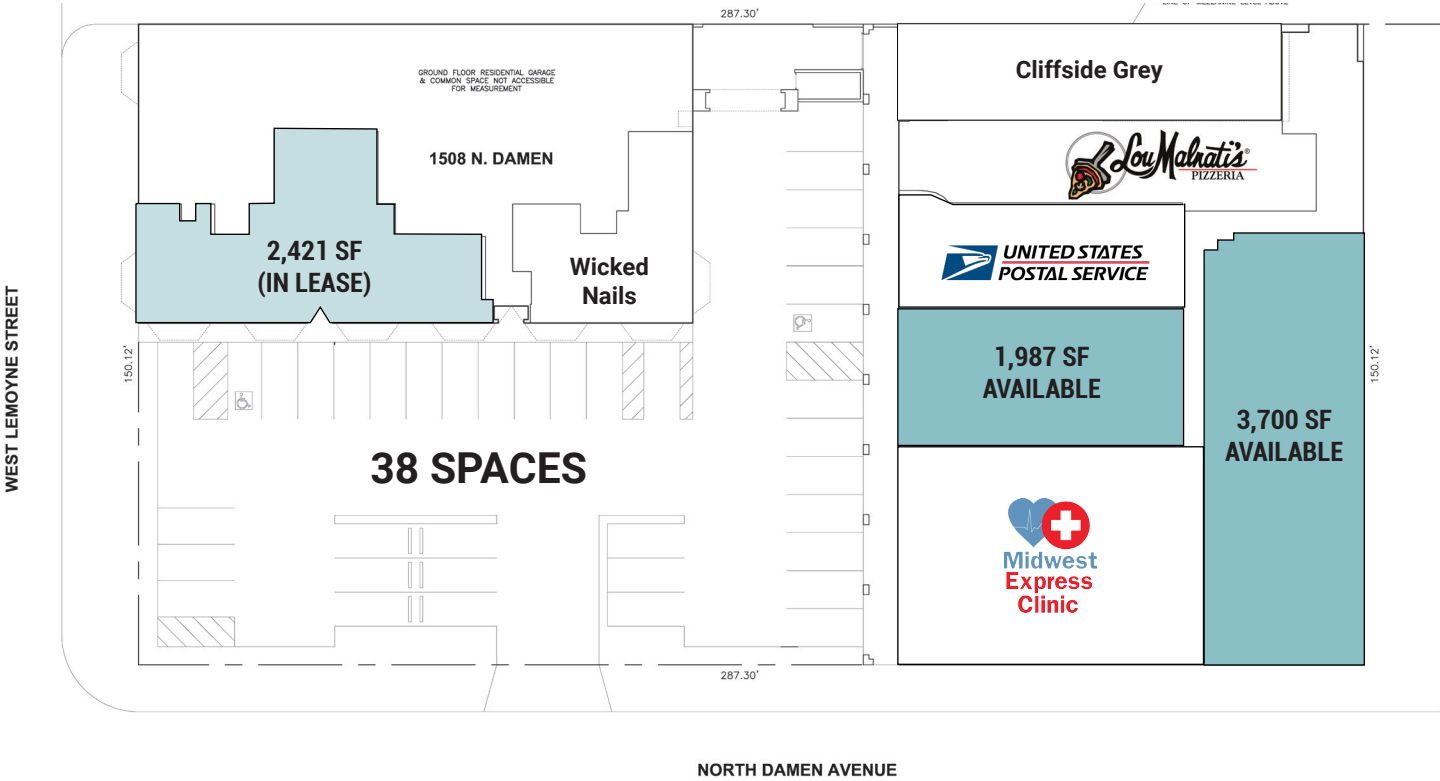 287.30'
GROUND FLOOR RESIDENTIAL GARAGE
& COMMON SPACE NOT ACCESSIBLE
FOR MEASUREMENT
1508 N. DAMEN
2,421 SF
(IN LEASE)
Wicked
Nails
Cliffside Grey
Lou Malnati's®
PIZZERIA
UNITED STATES
POSTAL SERVICE
1,987 SF
AVAILABLE
3,700 SF
AVAILABLE
150.12'
150.12'
WEST LEMOYNE STREET
38 SPACES
Midwest
Express
Clinic
287.30'
NORTH DAMEN AVENUE